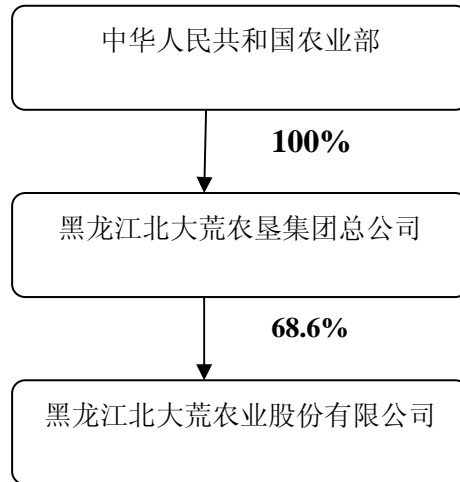 中华人民共和国农业部
100%
黑龙江北大荒农垦集团总公司
68.6%
黑龙江北大荒农业股份有限公司